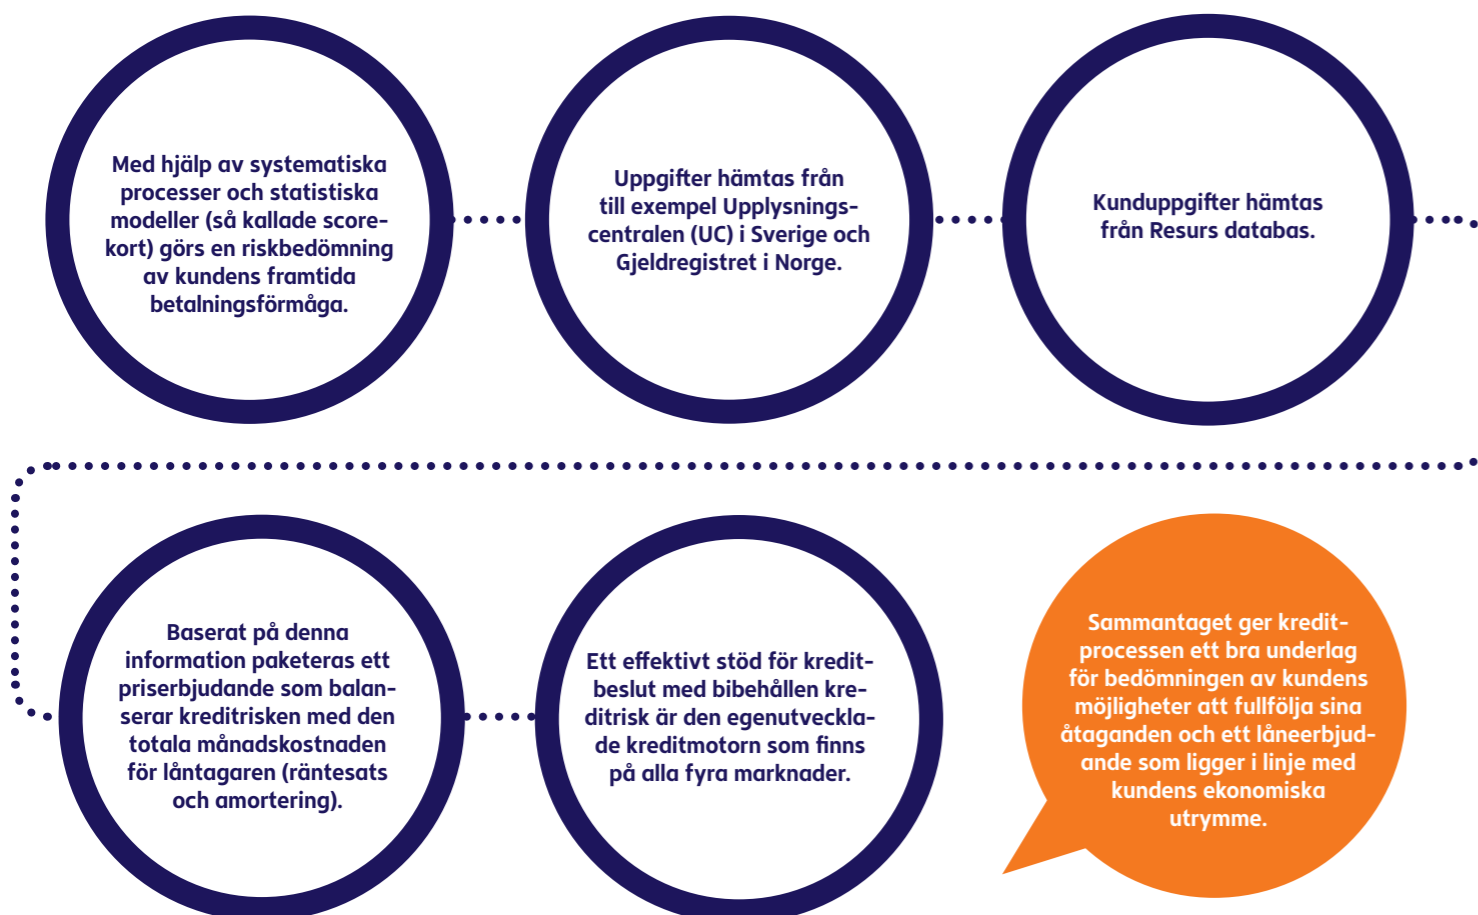 Med hjälp av systematiska
processer och statistiska
modeller (så kallade score-
kort) görs en riskbedömning
av kundens framtida
betalningsförmåga.
Uppgifter hämtas från
till exempel Upplysnings-
centralen (UC) i Sverige och
Gjeldregistret i Norge.
Kunduppgifter hämtas
från Resurs databas.
Baserat på denna
information paketeras ett
priserbjudande som balan-
serar kreditrisken med den
totala månadskostnaden
för låntagaren (räntesats
och amortering).
Ett effektivt stöd för kredit-
beslut med bibehållen kre-
ditrisk är den egenutveckla-
de kreditmotorn som finns
på alla fyra marknader.
Sammantaget ger kredit-
processen ett bra underlag
för bedömningen av kundens
möjligheter att fullfölja sina
åtaganden och ett låneerbjud-
ande som ligger i linje med
kundens ekonomiska
utrymme.